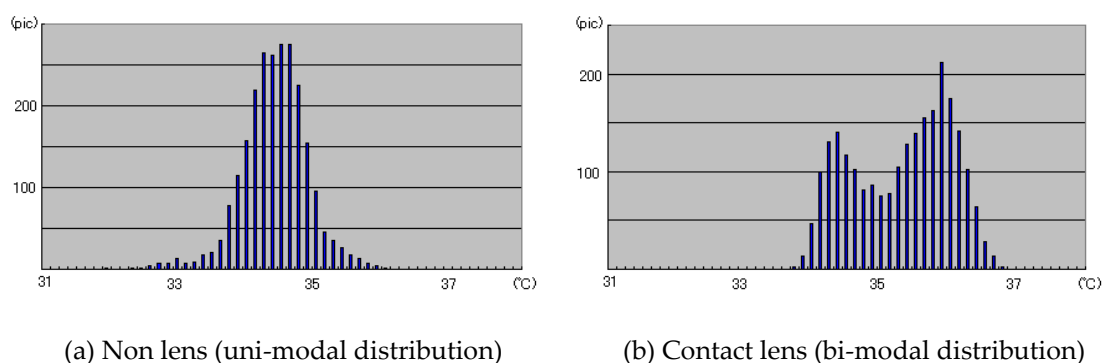 (pic)
200
100
31 33 35 37 (℃)
(a) Non lens (uni-modal distribution)
(pic)
200
100
31 33 35 37 (℃)
(b) Contact lens (bi-modal distribution)